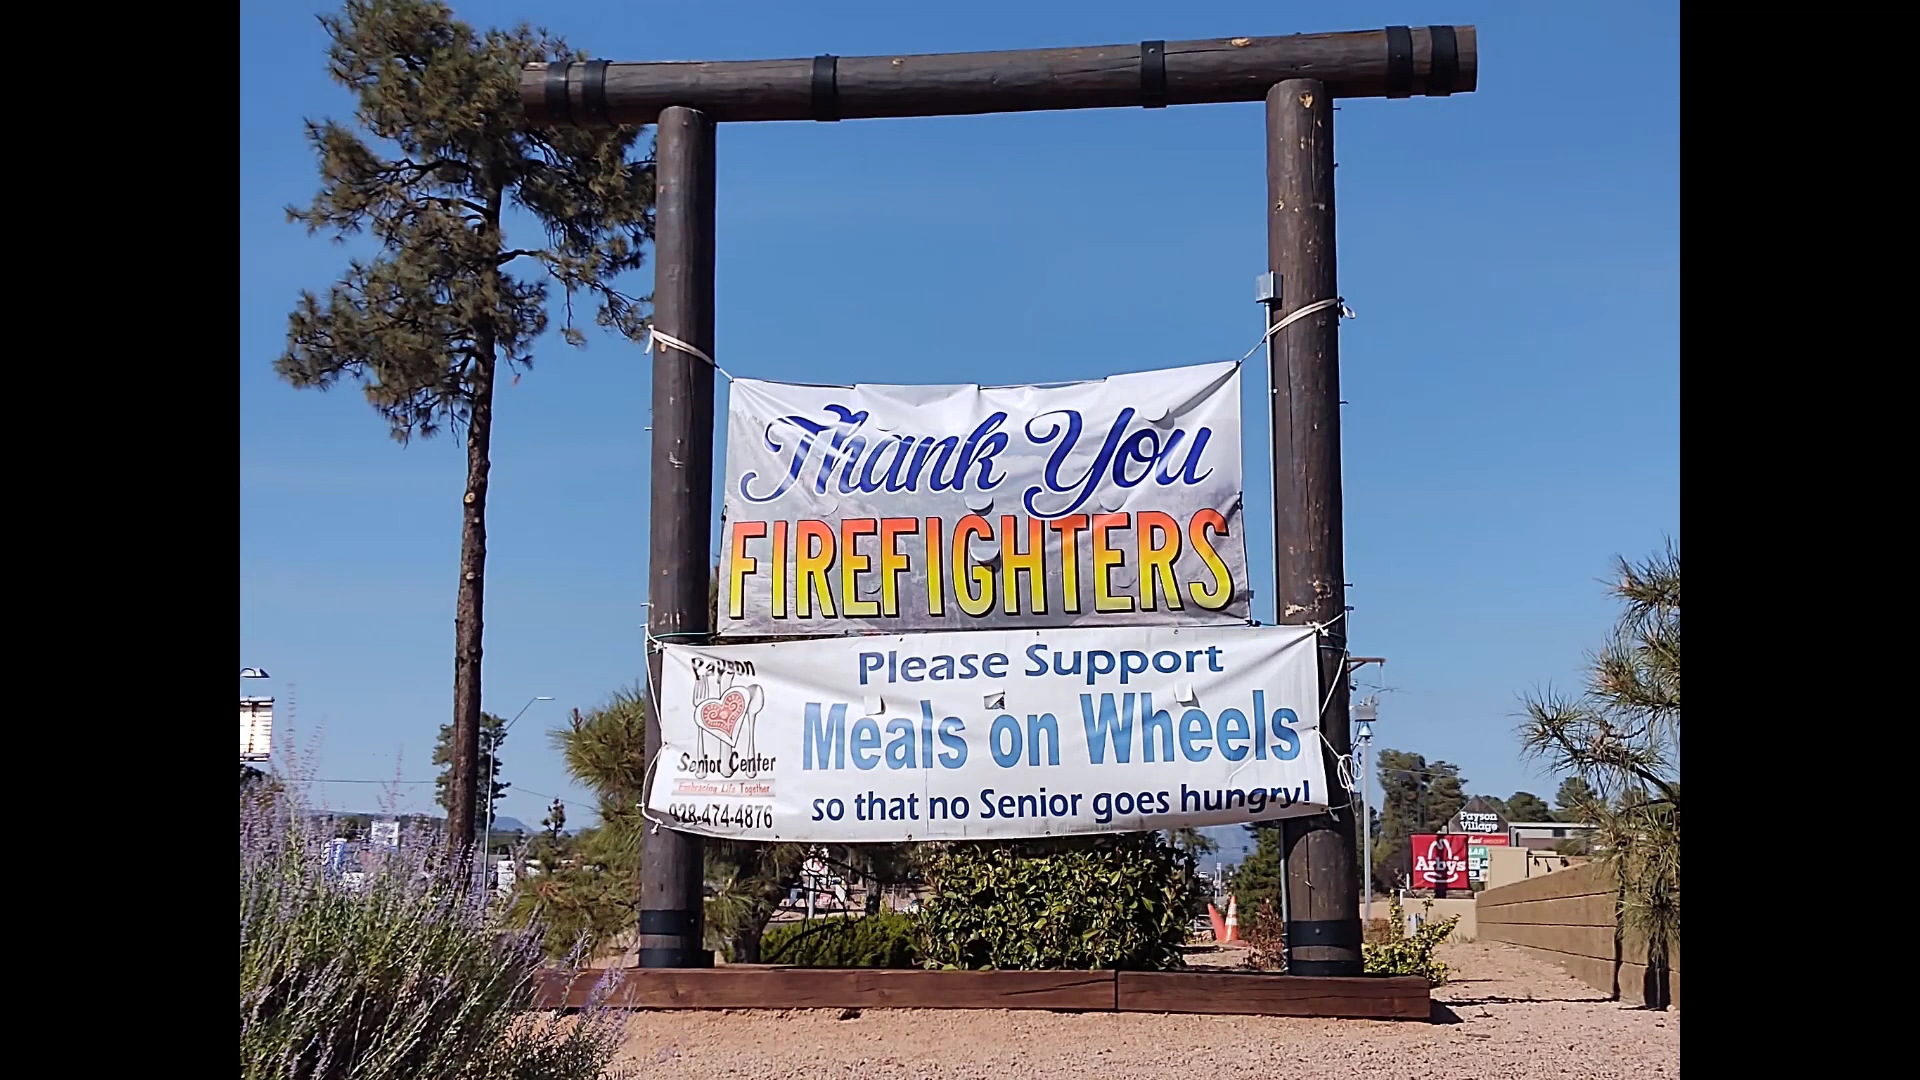 Thank You
FIREFIGHTERS
Payson
Senior Center
Embracing Life Together
928-474-4876
Please Support
Meals on Wheels
so that no Senior goes hungry!
Payson
Village
Arby's